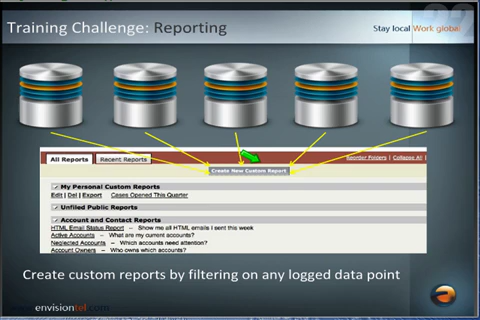 22
Training Challenge: Reporting
Stay local Work global
All Reports Recent Reports
Create New Custom Report
Reorder Folders | Collapse All |
My Personal Custom Reports
Edit | Del | Export Cases Opened This Quarter
Unfiled Public Reports
Account and Contact Reports
HTML Email Status Report – Show me all HTML emails I sent this week
Active Accounts – What are my current accounts?
Neglected Accounts – Which accounts need attention?
Account Owners – Who owns which accounts?
Create custom reports by filtering on any logged data point
envisiontel.com